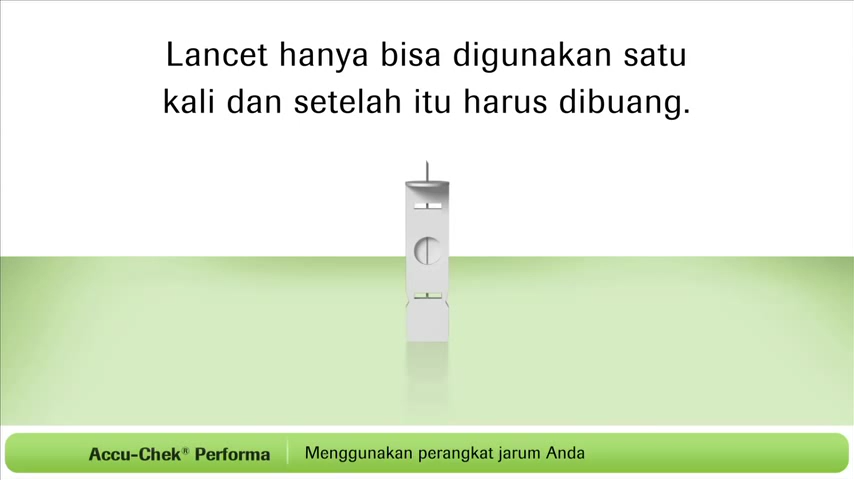 Lancet hanya bisa digunakan satu
kali dan setelah itu harus dibuang.
Accu-Chek® Performa
Menggunakan perangkat jarum Anda